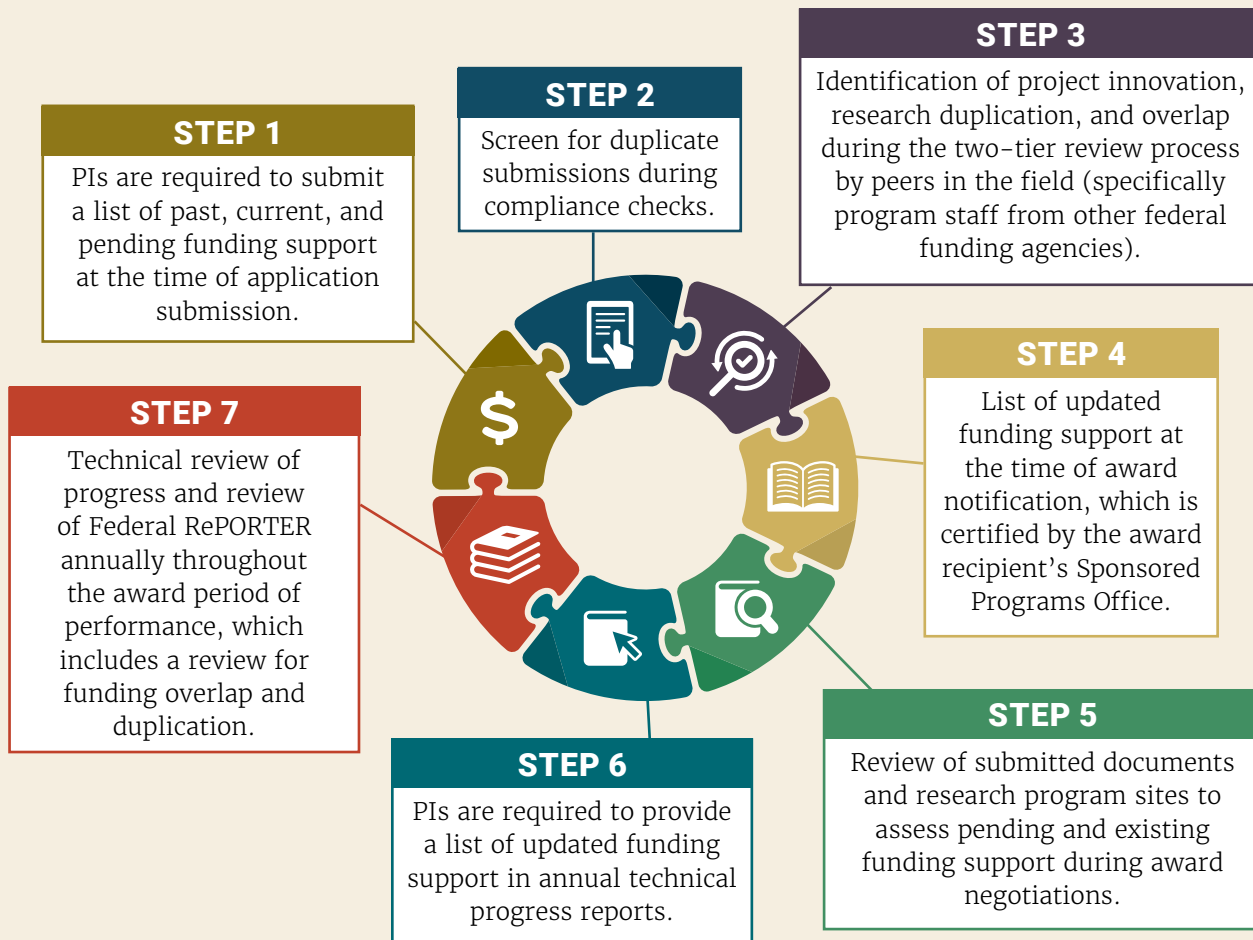 STEP 1
PIs are required to submit
a list of past, current, and
pending funding support
at the time of application
submission.
STEP 2
Screen for duplicate
submissions during
compliance checks.
STEP 3
Identification of project innovation,
research duplication, and overlap
during the two-tier review process
by peers in the field (specifically
program staff from other federal
funding agencies).
STEP 4
List of updated
funding support at
the time of award
notification, which is
certified by the award
recipient’s Sponsored
Programs Office.
STEP 5
Review of submitted documents
and research program sites to
assess pending and existing
funding support during award
negotiations.
STEP 6
PIs are required to provide
a list of updated funding
support in annual technical
progress reports.
STEP 7
Technical review of
progress and review
of Federal RePORTER
annually throughout
the award period of
performance, which
includes a review for
funding overlap and
duplication.
$